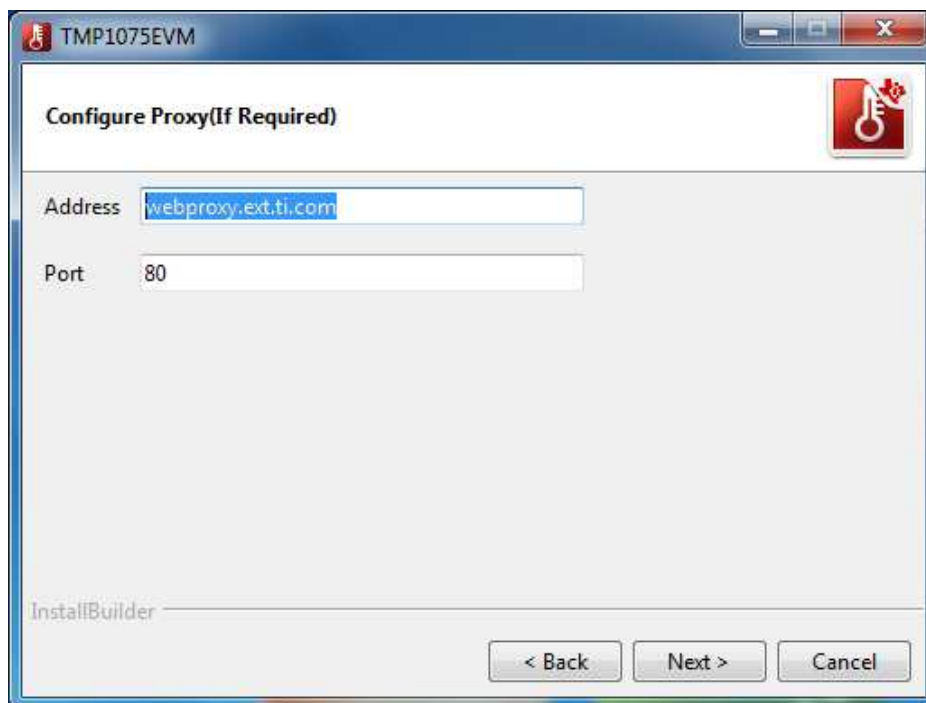 TMP1075EVM
Configure Proxy(If Required)
Address webproxy.ext.ti.com
Port 80
InstallBuilder
< Back Next > Cancel